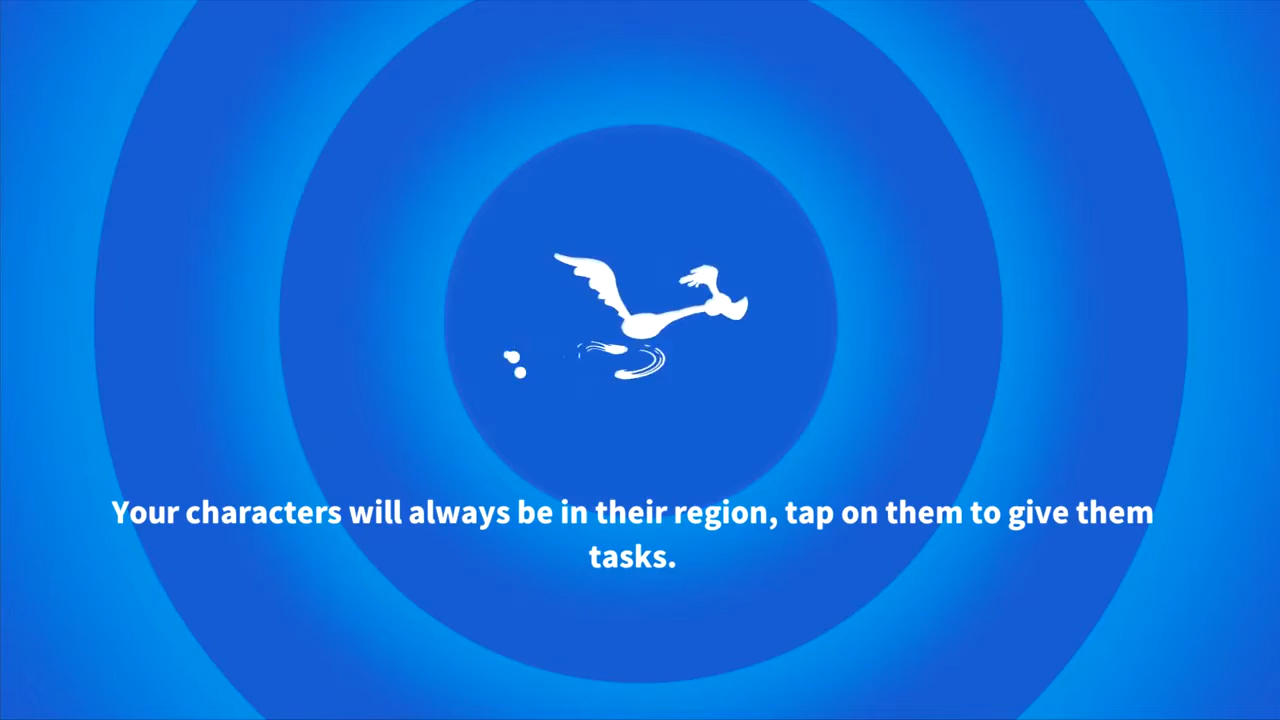 Your characters will always be in their region, tap on them to give them
tasks.